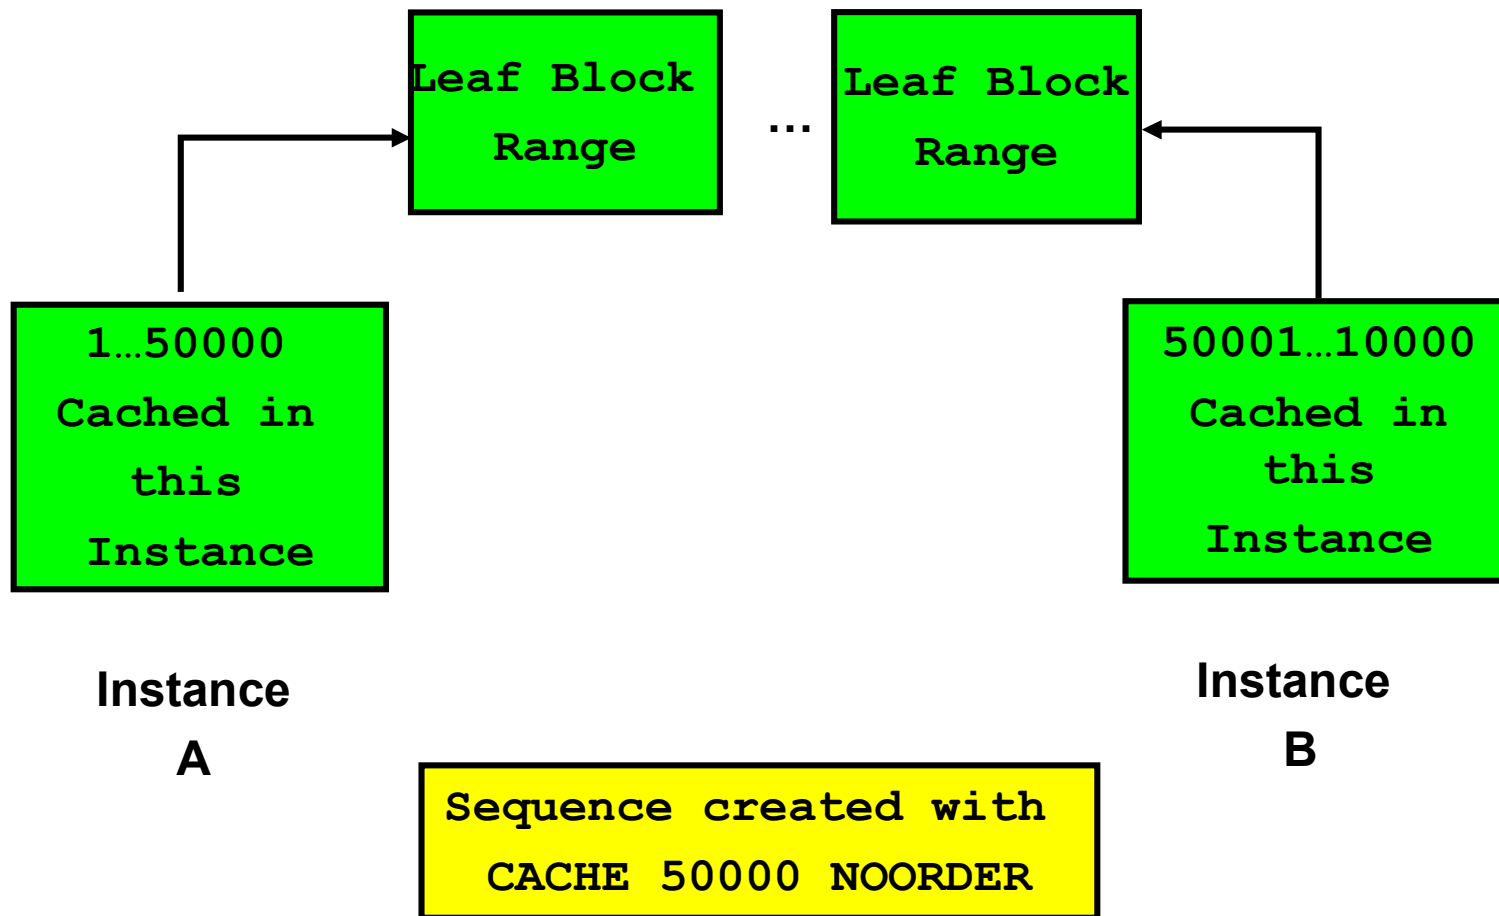 Leaf Block
Range
...
Leaf Block
Range
1...50000
Cached in
this
Instance
50001...10000
Cached in
this
Instance
Instance
A
Instance
B
Sequence created with
CACHE 50000 NOORDER